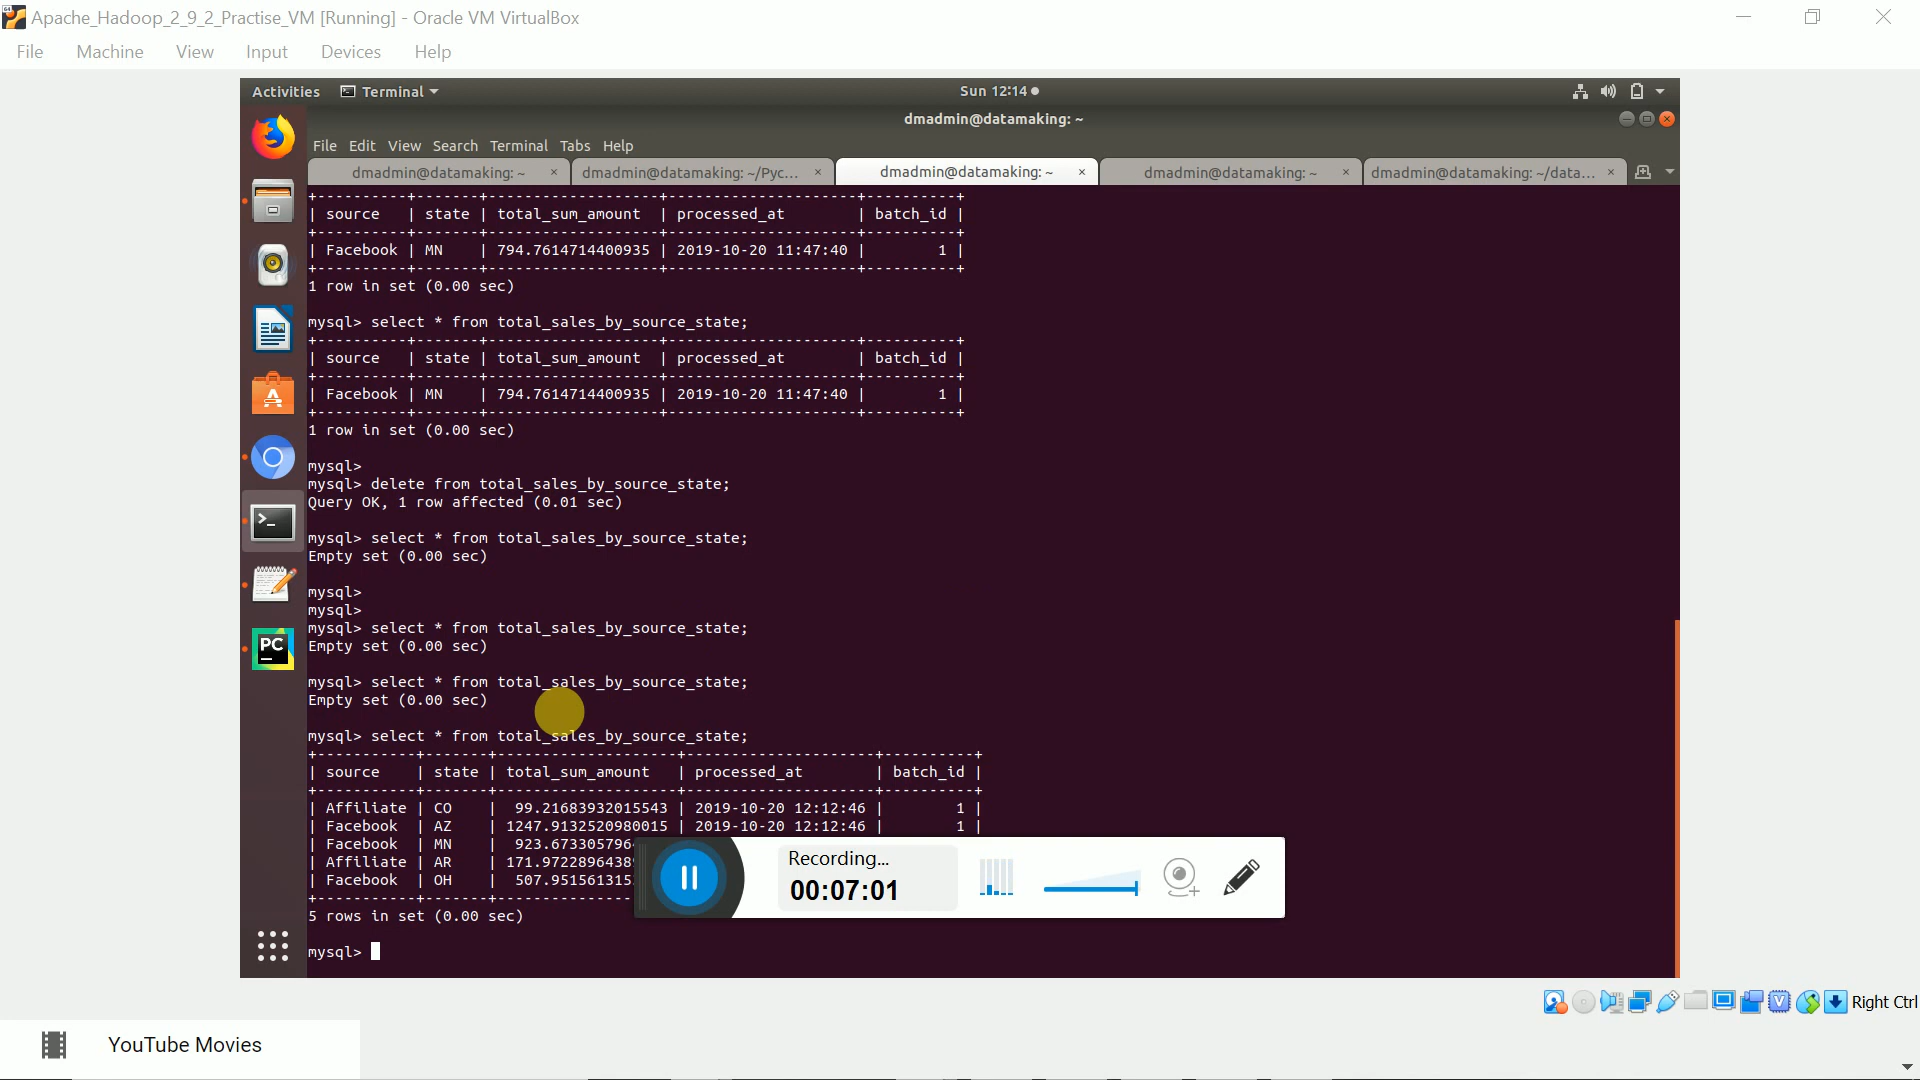 Apache_Hadoop_2_9_2_Practise_VM [Running] - Oracle VM VirtualBox
File Machine View Input Devices Help
Activities Terminal Sun 12:14
dmadmin@datamaking: ~
File Edit View Search Terminal Tabs Help
dmadmin@datamaking: ~ × dmadmin@datamaking: ~/Pyc... × dmadmin@datamaking: ~ × dmadmin@datamaking: ~ × dmadmin@datamaking: ~/data... ×
+----------+-------+-------------------+---------------------+----------+
| source | state | total_sum_amount | processed_at | batch_id |
+----------+-------+-------------------+---------------------+----------+
| Facebook | MN | 794.7614714400935 | 2019-10-20 11:47:40 | 1 |
+----------+-------+-------------------+---------------------+----------+
1 row in set (0.00 sec)
mysql> select * from total_sales_by_source_state;
+----------+-------+-------------------+---------------------+----------+
| source | state | total_sum_amount | processed_at | batch_id |
+----------+-------+-------------------+---------------------+----------+
| Facebook | MN | 794.7614714400935 | 2019-10-20 11:47:40 | 1 |
+----------+-------+-------------------+---------------------+----------+
1 row in set (0.00 sec)
mysql>
mysql> delete from total_sales_by_source_state;
Query OK, 1 row affected (0.01 sec)
mysql> select * from total_sales_by_source_state;
Empty set (0.00 sec)
mysql>
mysql>
mysql> select * from total_sales_by_source_state;
Empty set (0.00 sec)
mysql> select * from total_sales_by_source_state;
Empty set (0.00 sec)
mysql> select * from total_sales_by_source_state;
+-----------+-------+--------------------+---------------------+----------+
| source | state | total_sum_amount | processed_at | batch_id |
+-----------+-------+--------------------+---------------------+----------+
| Affiliate | CO | 99.21683932015543 | 2019-10-20 12:12:46 | 1 |
| Facebook | AZ | 1247.9132520980015 | 2019-10-20 12:12:46 | 1 |
| Facebook | MN | 923.67330579
| Affiliate | AR | 171.9722896438
| Facebook | OH | 507.951561315
+-----------+-------+---------------
5 rows in set (0.00 sec)
mysql>
Recording...
00:07:01
Right Ctrl
YouTube Movies
PC